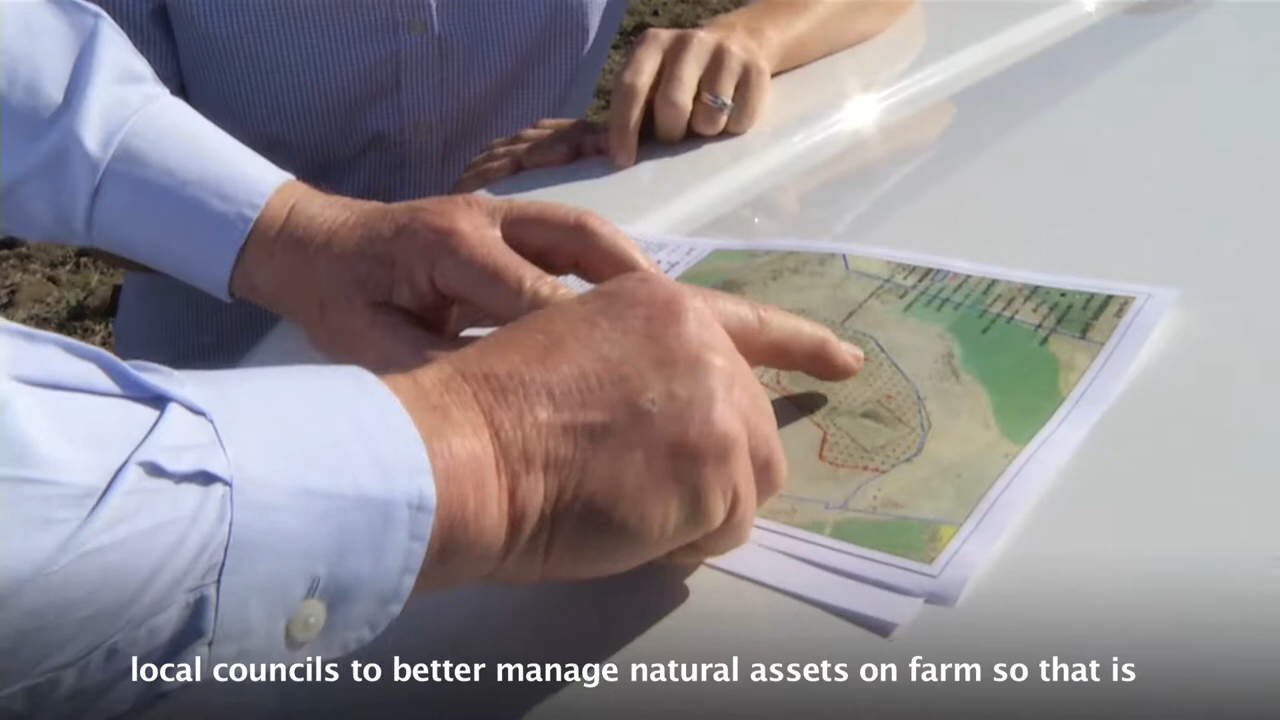 local councils to better manage natural assets on farm so that is